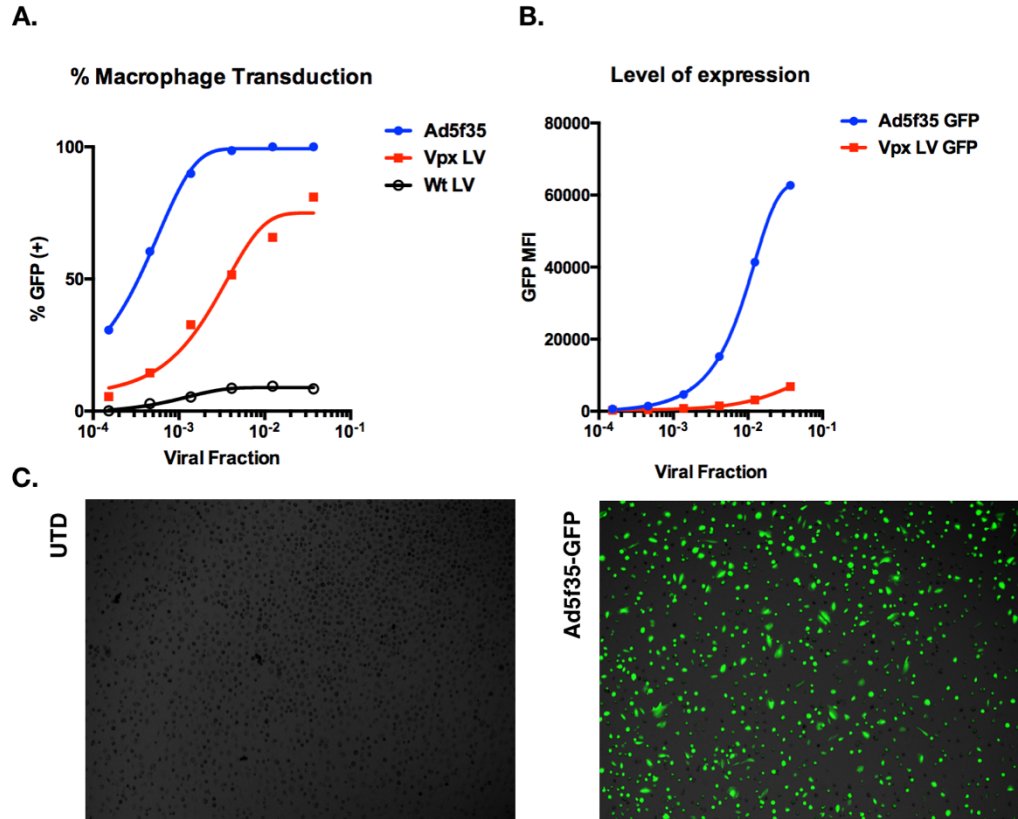 A.
% Macrophage Transduction
% GFP (+)
100
50
0
10-4
10-3
10-2
10-1
Viral Fraction
Ad5f35
Vpx LV
Wt LV
B.
Level of expression
GFP MFI
80000
60000
40000
20000
0
10-4
10-3
10-2
10-1
Viral Fraction
Ad5f35 GFP
Vpx LV GFP
C.
UTD
Ad5f35-GFP